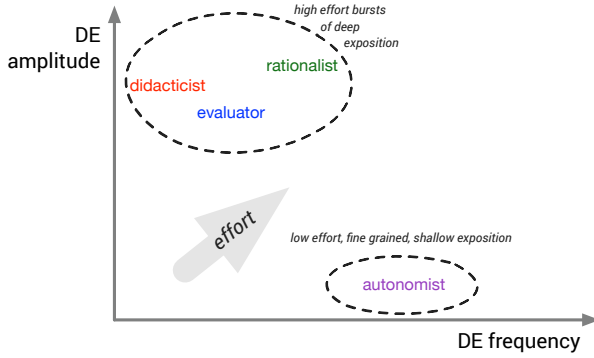 DE
amplitude
high effort bursts
of deep
exposition
rationalist
didacticist
evaluator
effort
low effort, fine grained, shallow exposition
autonomist
DE frequency